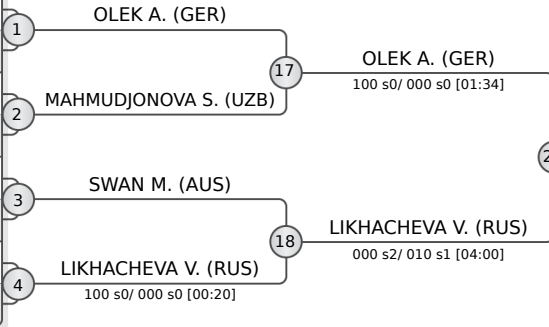 OLEK A. (GER)
1
OLEK A. (GER)
17
100 s0/ 000 s0 [01:34]
MAHMUDJONOVA S. (UZB)
2
SWAN M. (AUS)
3
LIKHACHEVA V. (RUS)
18
000 s2/ 010 s1 [04:00]
LIKHACHEVA V. (RUS)
4
100 s0/ 000 s0 [00:20]